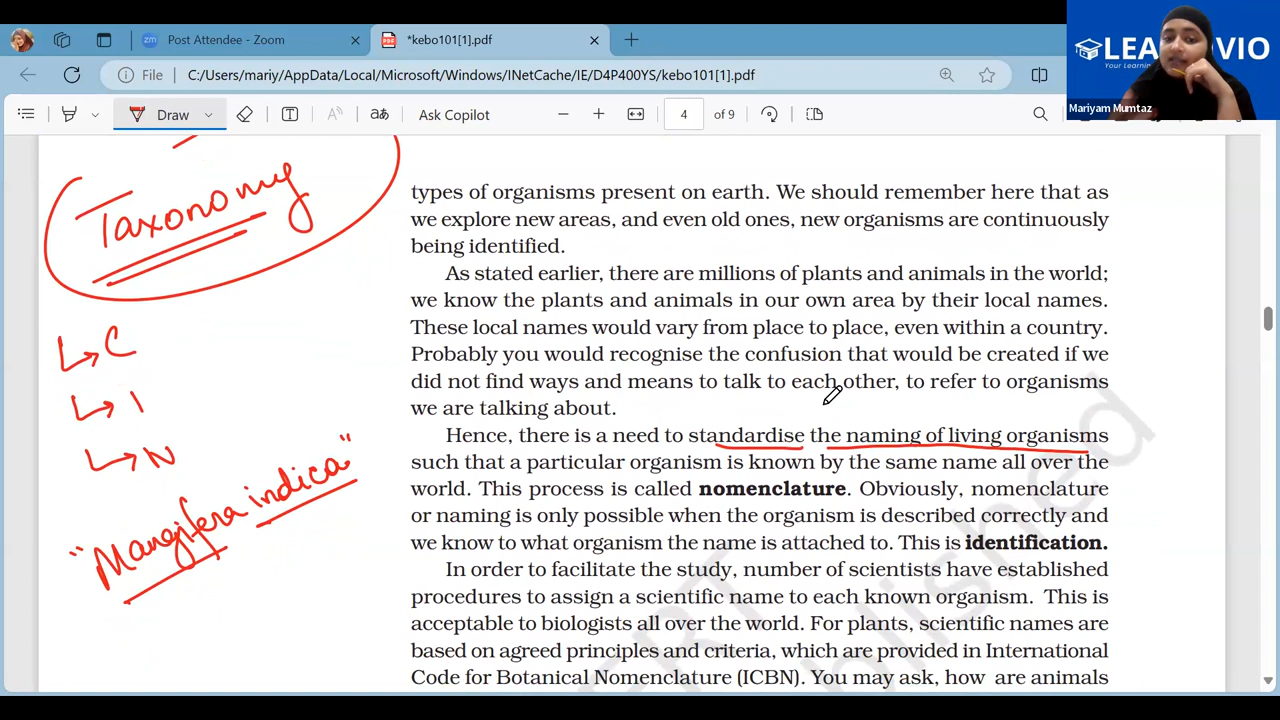 Post Attendee - Zoom
*kebo101[1].pdf
File
C:/Users/mariy/AppData/Local/Microsoft/Windows/INetCache/IE/D4P400YS/kebo101[1].pdf
Draw
Ask Copilot
4 of 9
Your Learning
Mariyam Mumtaz
Taxonomy
C
I
N
"Mangifera indica"
types of organisms present on earth. We should remember here that as
we explore new areas, and even old ones, new organisms are continuously
being identified.
As stated earlier, there are millions of plants and animals in the world;
we know the plants and animals in our own area by their local names.
These local names would vary from place to place, even within a country.
Probably you would recognise the confusion that would be created if we
did not find ways and means to talk to each other, to refer to organisms
we are talking about.
Hence, there is a need to standardise the naming of living organisms
such that a particular organism is known by the same name all over the
world. This process is called nomenclature. Obviously, nomenclature
or naming is only possible when the organism is described correctly and
we know to what organism the name is attached to. This is identification.
In order to facilitate the study, number of scientists have established
procedures to assign a scientific name to each known organism. This is
acceptable to biologists all over the world. For plants, scientific names are
based on agreed principles and criteria, which are provided in International
Code for Botanical Nomenclature (ICBN). You may ask, how are animals